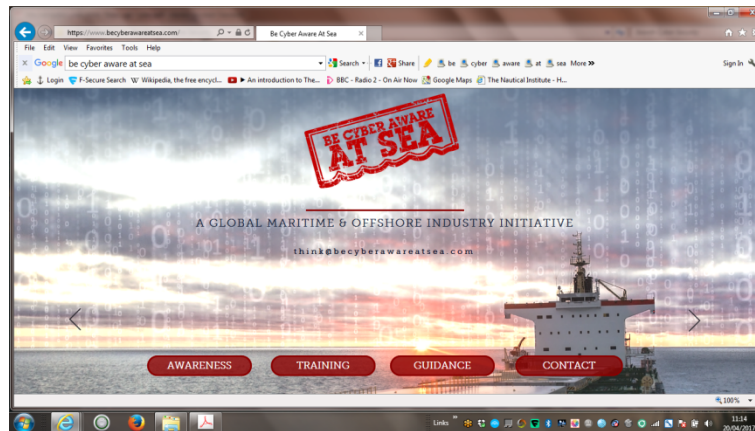 https://www.becyberawareatsea.com/
Be Cyber Aware At Sea
File Edit View Favorites Tools Help
Google be cyber aware at sea Search Share be cyber aware at sea More » Sign In
Login F-Secure Search Wikipedia, the free encycl... An introduction to The... BBC - Radio 2 - On Air Now Google Maps The Nautical Institute - H...
BE CYBER AWARE
AT SEA
A GLOBAL MARITIME & OFFSHORE INDUSTRY INITIATIVE
think@becyberawareatsea.com
AWARENESS TRAINING GUIDANCE CONTACT
100%
Links 11:14
20/04/201